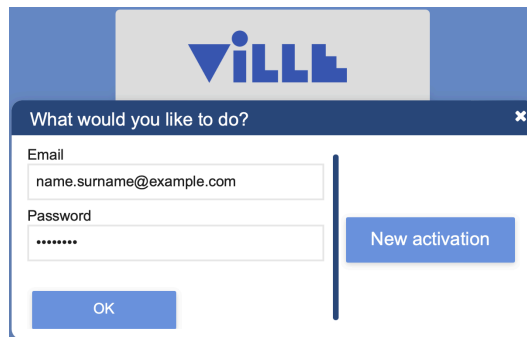 ViLLE
What would you like to do?
Email
name.surname@example.com
Password
••••••••
New activation
OK